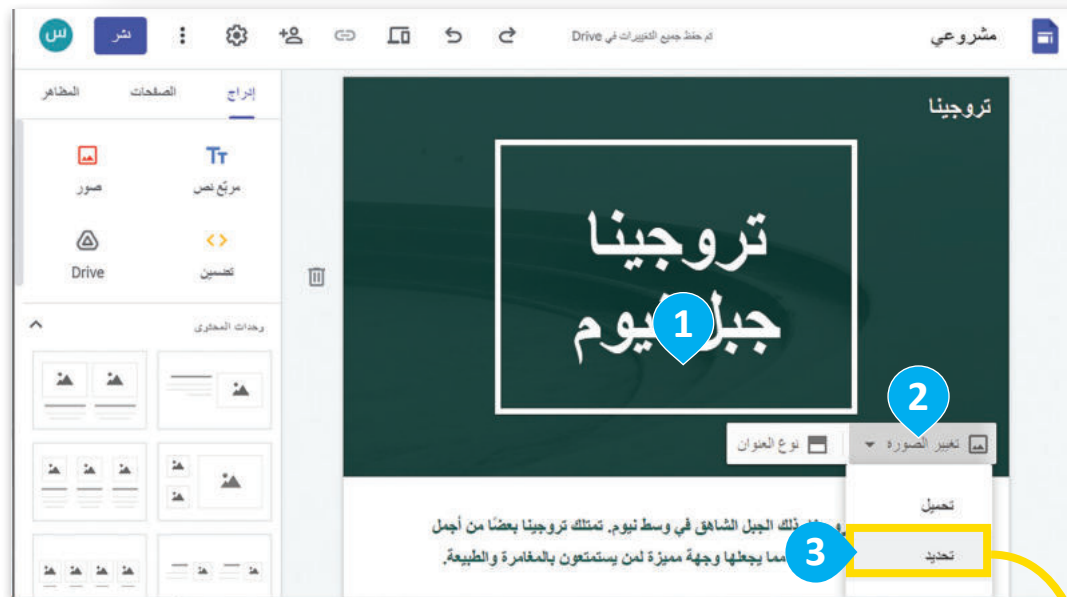 مشروعي
تم حفظ جميع التغييرات في Drive
نشر
س
إدراج
الصفحات
المظاهر
مربّع نص
صور
تضمين
Drive
وحدات المحتوى
تروجينا
تروجينا
جبل نيوم
1
2
تغيير الصورة
نوع العنوان
تحميل
تحديد
3
ذلك الجبل الشاهق في وسط نيوم. تمتلك تروجينا بعضًا من أجمل
مما يجعلها وجهة مميزة لمن يستمتعون بالمغامرة والطبيعة.